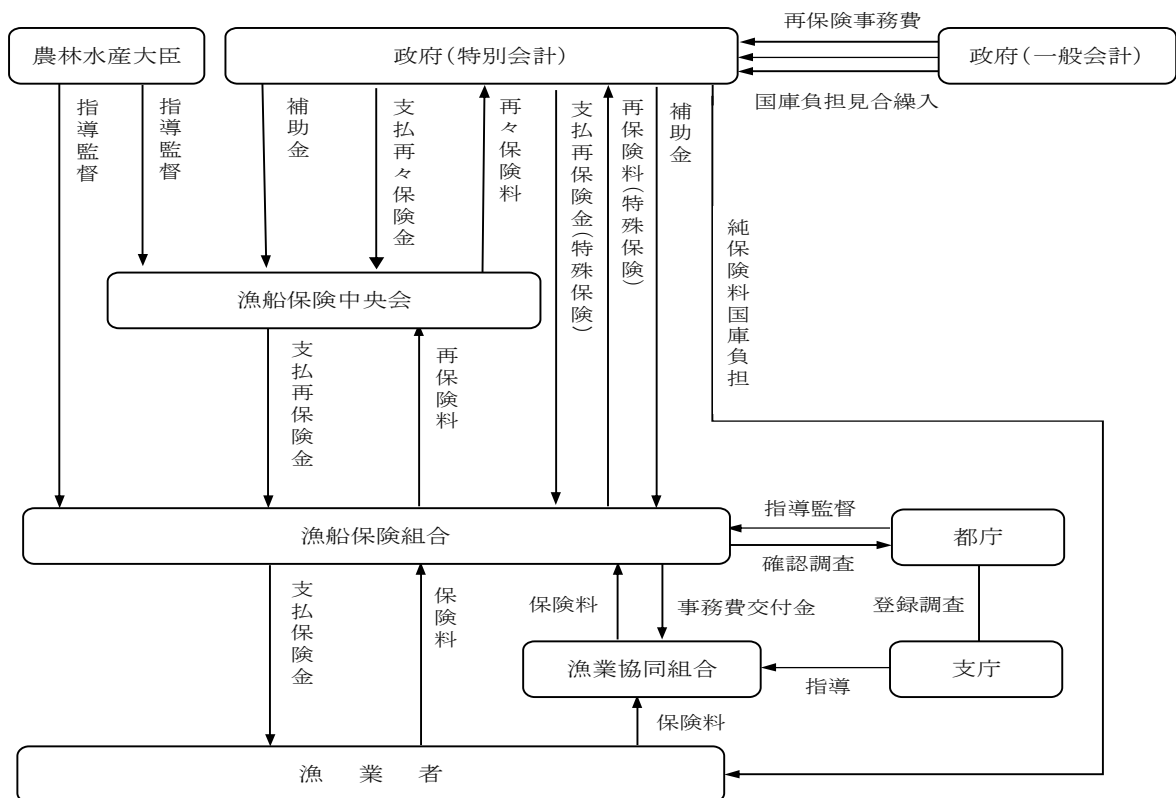 再保険事務費
農林水産大臣
政府(特別会計)
政府(一般会計)
国庫負担見合繰入
指導監督
指導監督
補助金
支払再々保険金
再々保険料
支払再保険金(特殊保険)
再保険料(特殊保険)
補助金
純保険料国庫負担
漁船保険中央会
支払再保険金
再保険料
漁船保険組合
指導監督
確認調査
都庁
支払保険金
保険料
保険料
事務費交付金
登録調査
漁業協同組合
指導
支庁
保険料
漁業者